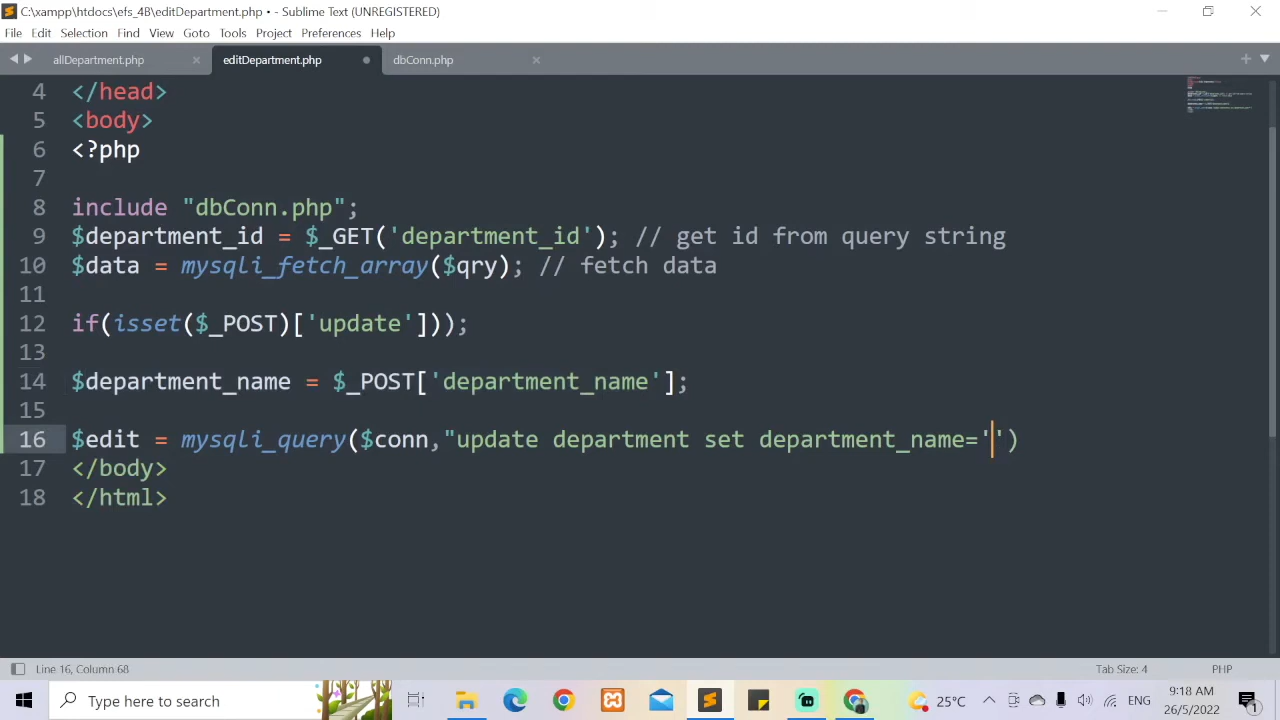 C:\xampp\htdocs\efs_4B\editDepartment.php • - Sublime Text (UNREGISTERED)
File Edit Selection Find View Goto Tools Project Preferences Help
allDepartment.php editDepartment.php dbConn.php
4 </head>
5 <body>
6 <?php
7
8 include "dbConn.php";
9 $department_id = $_GET('department_id'); // get id from query string
10 $data = mysqli_fetch_array($qry); // fetch data
11
12 if(isset($_POST)['update']));
13
14 $department_name = $_POST['department_name'];
15
16 $edit = mysqli_query($conn,"update department set department_name='')
17 </body>
18 </html>
Line 16, Column 68 Tab Size: 4 PHP
Type here to search 25°C ENG 9:18 AM
26/5/2022 1